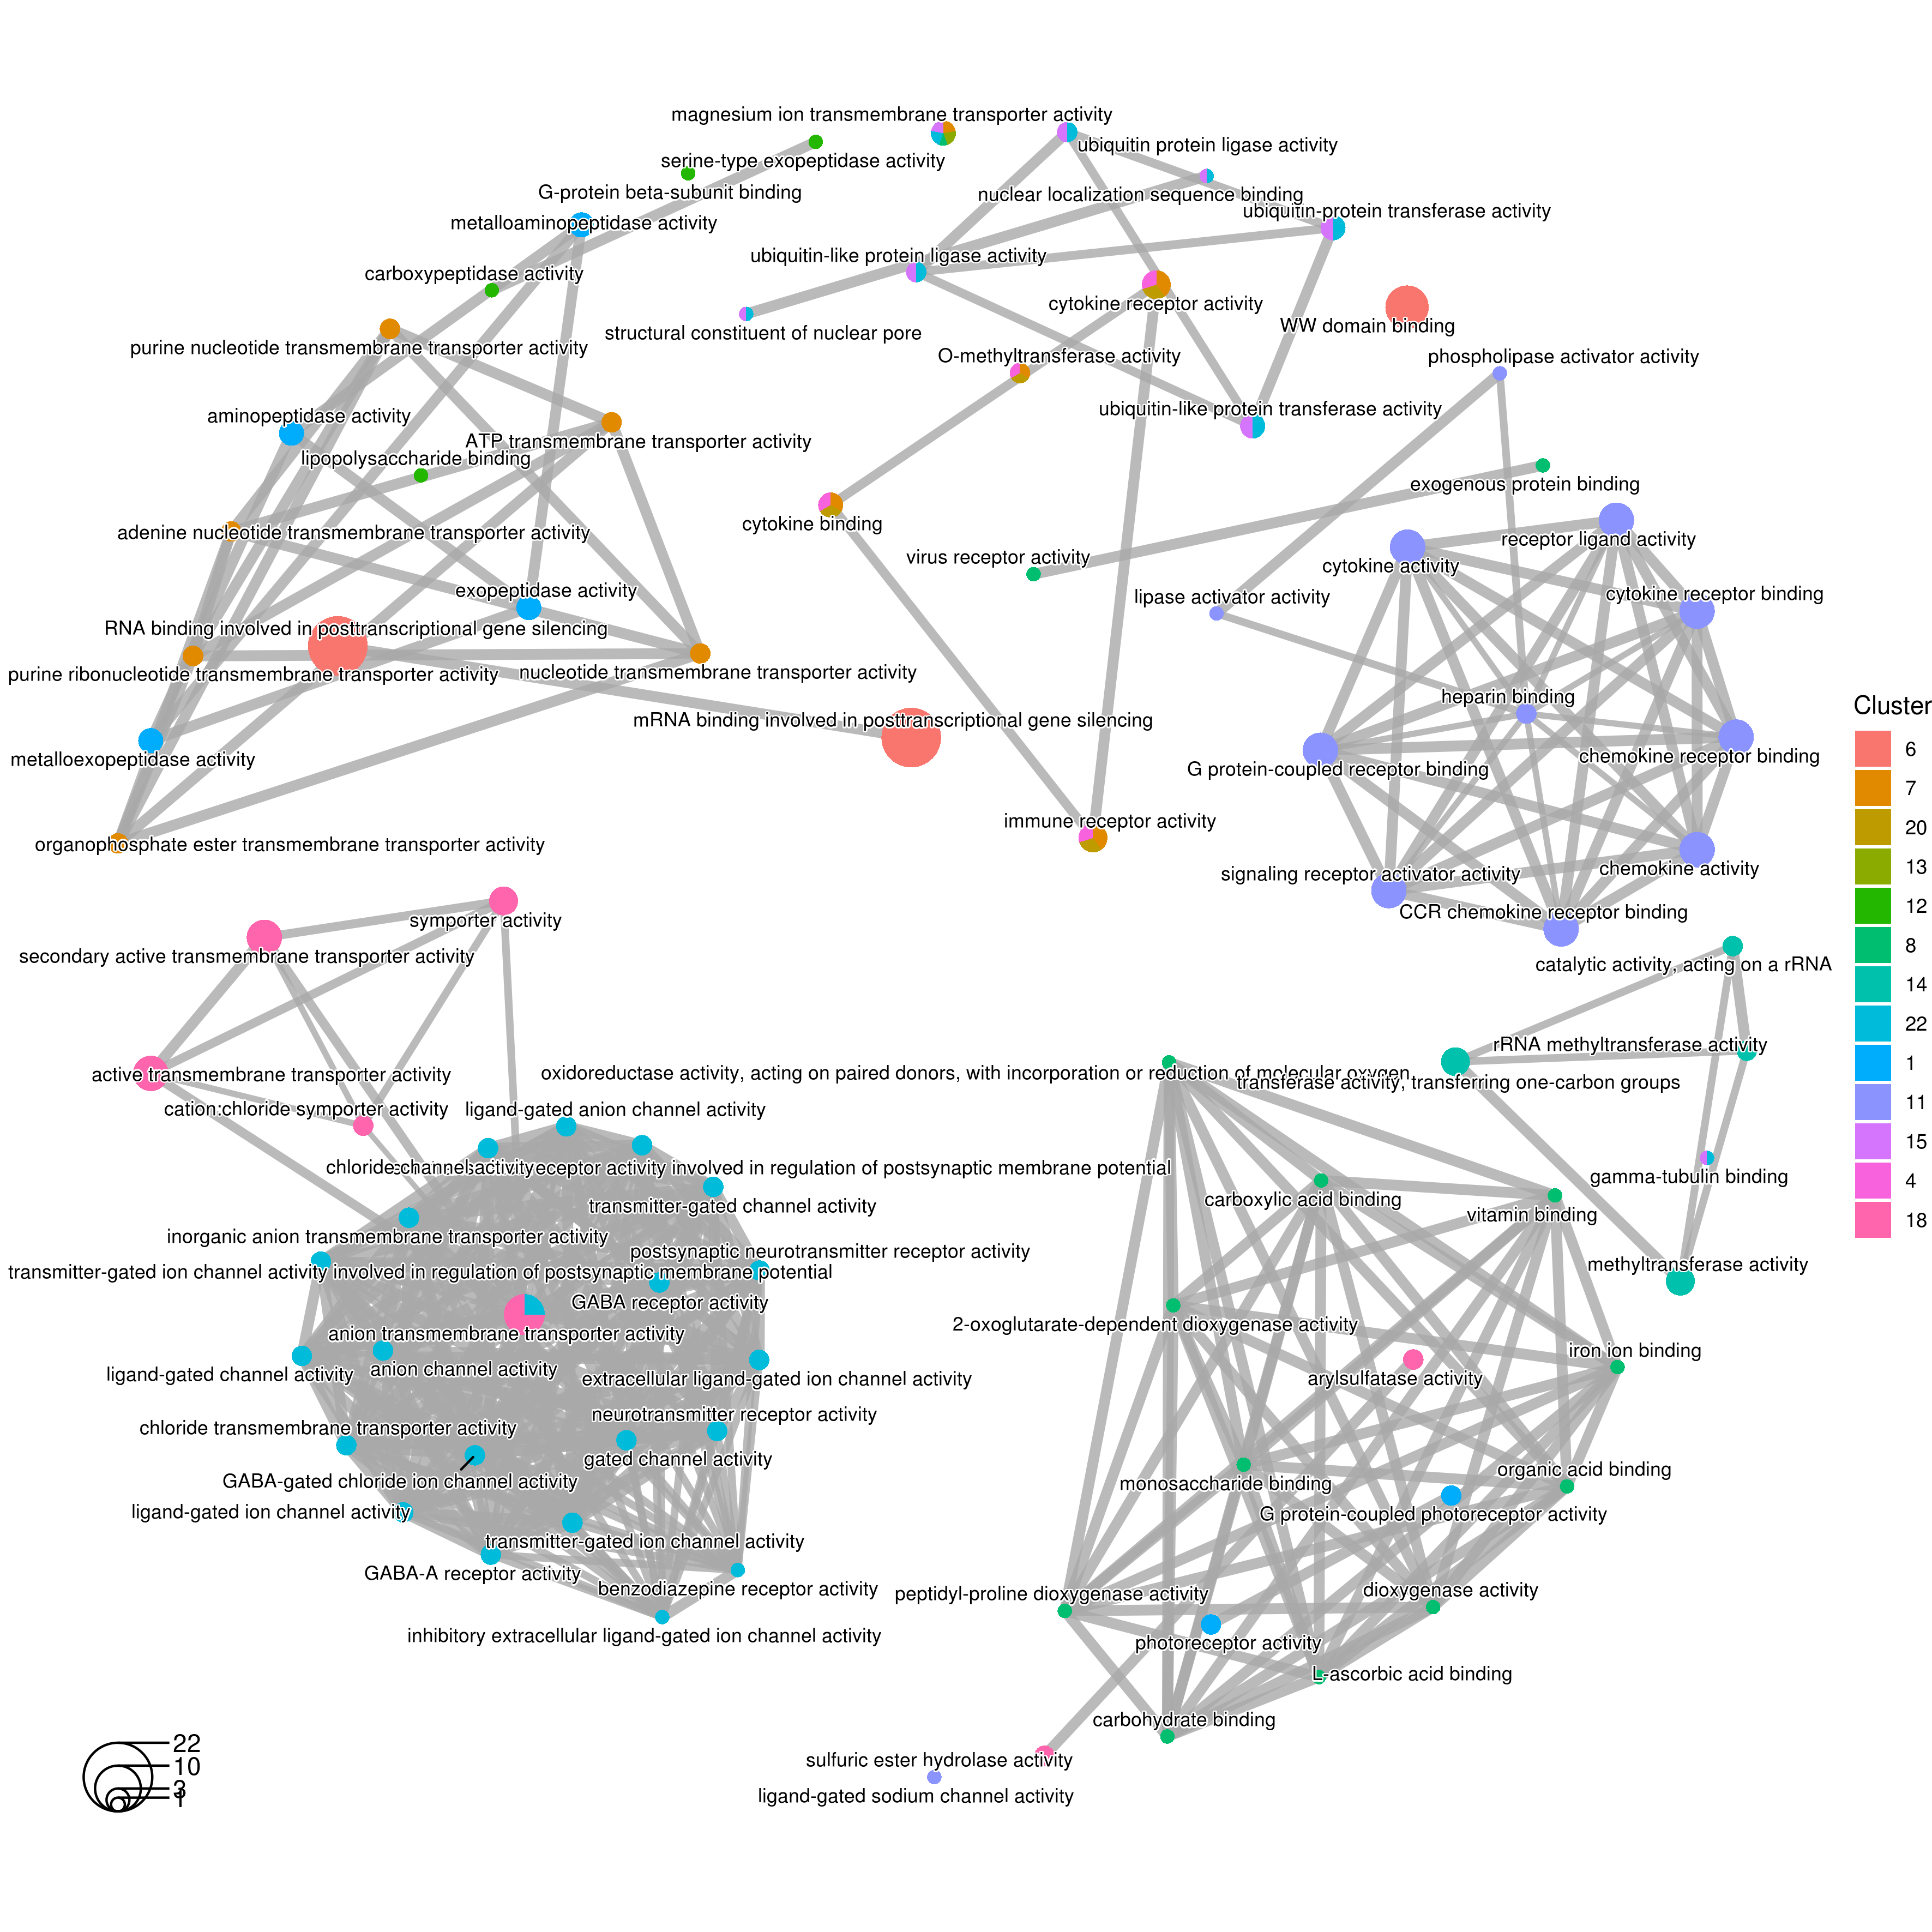 magnesium ion transmembrane transporter activity
ubiquitin protein ligase activity
serine-type exopeptidase activity
G-protein beta-subunit binding
nuclear localization sequence binding
ubiquitin-protein transferase activity
metalloaminopeptidase activity
ubiquitin-like protein ligase activity
carboxypeptidase activity
cytokine receptor activity
WW domain binding
structural constituent of nuclear pore
purine nucleotide transmembrane transporter activity
O-methyltransferase activity
phospholipase activator activity
aminopeptidase activity
ubiquitin-like protein transferase activity
ATP transmembrane transporter activity
lipopolysaccharide binding
exogenous protein binding
cytokine binding
adenine nucleotide transmembrane transporter activity
receptor ligand activity
virus receptor activity
cytokine activity
exopeptidase activity
lipase activator activity
cytokine receptor binding
RNA binding involved in posttranscriptional gene silencing
purine ribonucleotide transmembrane transporter activity
nucleotide transmembrane transporter activity
heparin binding
mRNA binding involved in posttranscriptional gene silencing
metalloexopeptidase activity
chemokine receptor binding
G protein-coupled receptor binding
immune receptor activity
organophosphate ester transmembrane transporter activity
chemokine activity
signaling receptor activator activity
CCR chemokine receptor binding
symporter activity
secondary active transmembrane transporter activity
catalytic activity, acting on a rRNA
rRNA methyltransferase activity
active transmembrane transporter activity
oxidoreductase activity, acting on paired donors, with incorporation or reduction of molecular oxygen
transferase activity, transferring one-carbon groups
cation:chloride symporter activity
ligand-gated anion channel activity
chloride channel activity
receptor activity involved in regulation of postsynaptic membrane potential
gamma-tubulin binding
carboxylic acid binding
vitamin binding
transmitter-gated channel activity
inorganic anion transmembrane transporter activity
postsynaptic neurotransmitter receptor activity
methyltransferase activity
transmitter-gated ion channel activity involved in regulation of postsynaptic membrane potential
GABA receptor activity
2-oxoglutarate-dependent dioxygenase activity
anion transmembrane transporter activity
iron ion binding
anion channel activity
ligand-gated channel activity
extracellular ligand-gated ion channel activity
arylsulfatase activity
neurotransmitter receptor activity
chloride transmembrane transporter activity
gated channel activity
organic acid binding
GABA-gated chloride ion channel activity
monosaccharide binding
ligand-gated ion channel activity
G protein-coupled photoreceptor activity
transmitter-gated ion channel activity
GABA-A receptor activity
benzodiazepine receptor activity
peptidyl-proline dioxygenase activity
dioxygenase activity
inhibitory extracellular ligand-gated ion channel activity
photoreceptor activity
L-ascorbic acid binding
carbohydrate binding
sulfuric ester hydrolase activity
ligand-gated sodium channel activity
Cluster
6
7
20
13
12
8
14
22
1
11
15
4
18
22
10
3
1